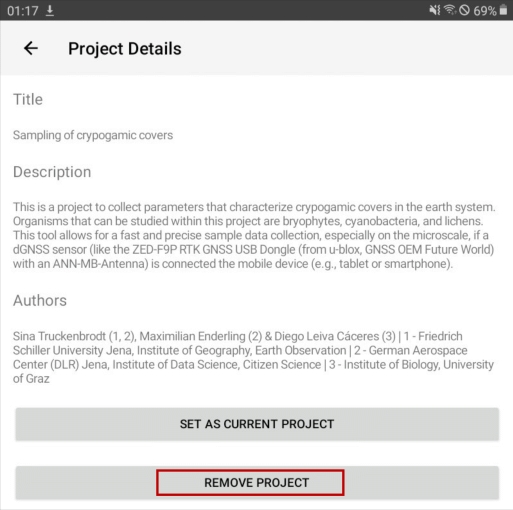 01:17 69%
Project Details
Title
Sampling of crypogamic covers
Description
This is a project to collect parameters that characterize crypogamic covers in the earth system.
Organisms that can be studied within this project are bryophytes, cyanobacteria, and lichens.
This tool allows for a fast and precise sample data collection, especially on the microscale, if a
dGNSS sensor (like the ZED-F9P RTK GNSS USB Dongle (from u-blox, GNSS OEM Future World)
with an ANN-MB-Antenna) is connected the mobile device (e.g., tablet or smartphone).
Authors
Sina Truckenbrodt (1, 2), Maximilian Enderling (2) & Diego Leiva Cáceres (3) | 1 - Friedrich
Schiller University Jena, Institute of Geography, Earth Observation | 2 - German Aerospace
Center (DLR) Jena, Institute of Data Science, Citizen Science | 3 - Institute of Biology, University
of Graz
SET AS CURRENT PROJECT
REMOVE PROJECT